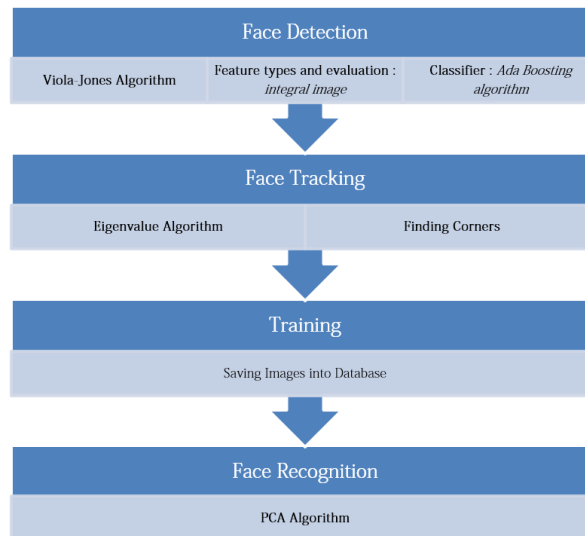 Face Detection
Viola-Jones Algorithm
Feature types and evaluation :
integral image
Classifier : Ada Boosting
algorithm
Face Tracking
Eigenvalue Algorithm
Finding Corners
Training
Saving Images into Database
Face Recognition
PCA Algorithm